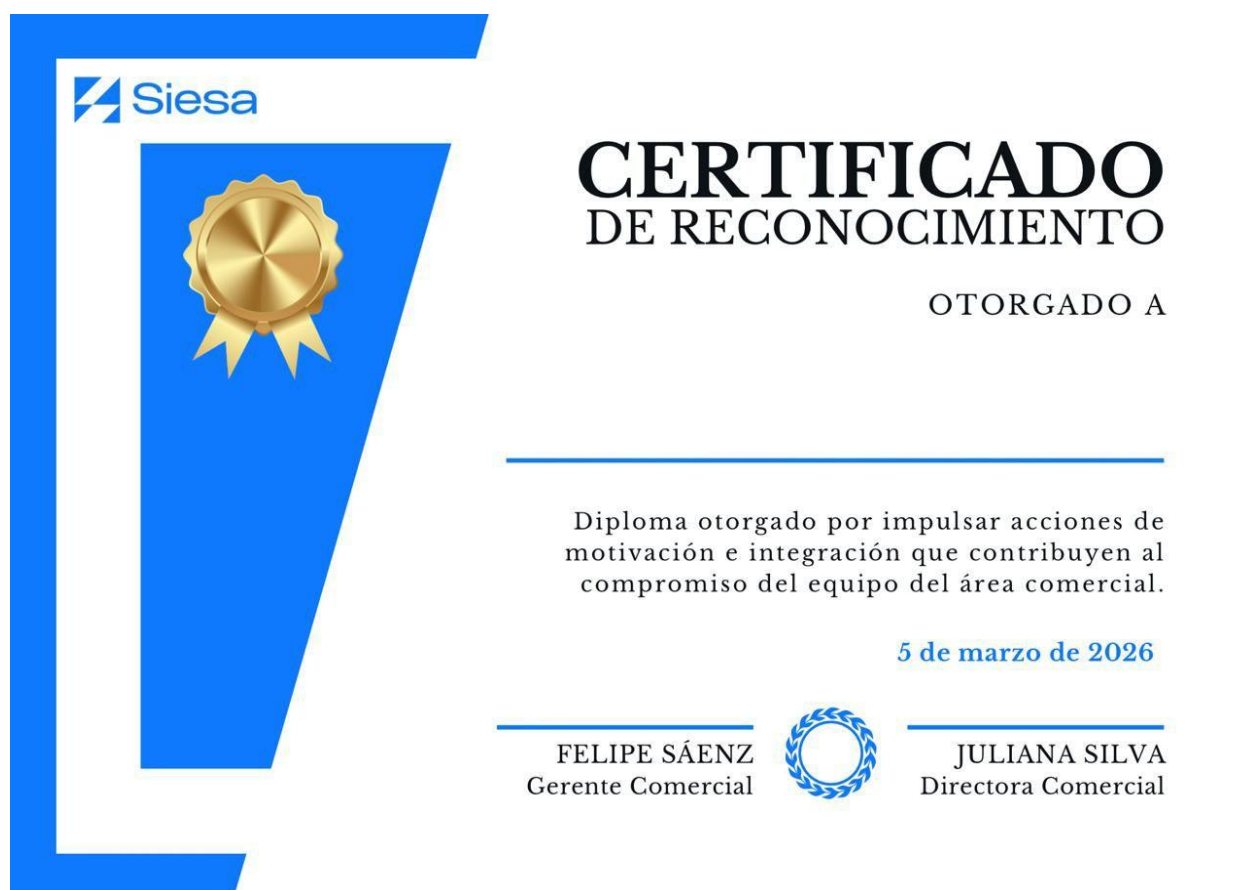 Siesa
CERTIFICADO
DE RECONOCIMIENTO
OTORGADO A
Diploma otorgado por impulsar acciones de
motivación e integración que contribuyen al
compromiso del equipo del área comercial.
5 de marzo de 2026
FELIPE SÁENZ
Gerente Comercial
JULIANA SILVA
Directora Comercial